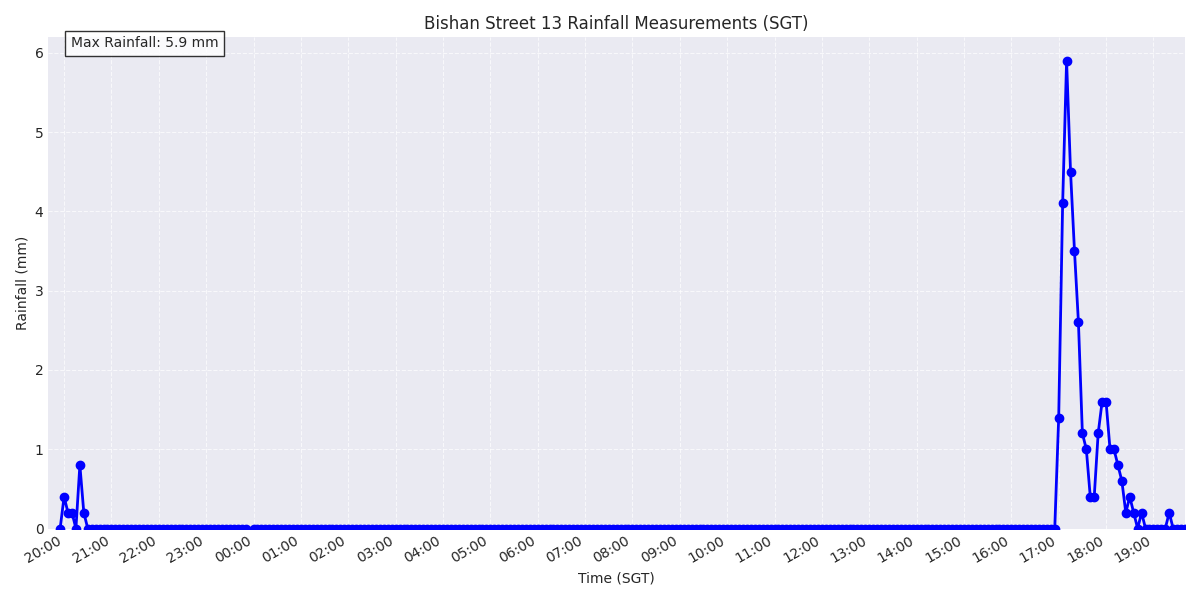 Bishan Street 13 Rainfall Measurements (SGT)
Max Rainfall: 5.9 mm
6
5
4
3
2
1
0
Rainfall (mm)
20:00 21:00 22:00 23:00 00:00 01:00 02:00 03:00 04:00 05:00 06:00 07:00 08:00 09:00 10:00 11:00 12:00 13:00 14:00 15:00 16:00 17:00 18:00 19:00
Time (SGT)